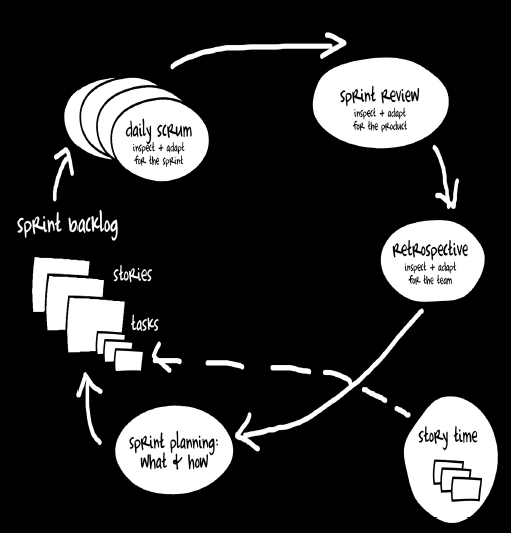 daily scrum
inspect + adapt
for the sprint
sprint review
inspect + adapt
for the product
retrospective
inspect + adapt
for the team
sprint backlog
stories
tasks
sprint planning:
what & how
story time